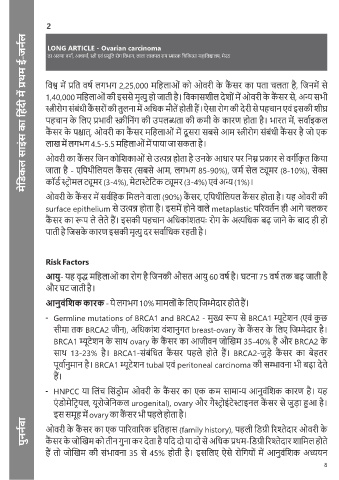 2
LONG ARTICLE - Ovarian carcinoma
विश्व में प्रति वर्ष लगभग 2,25,000 महिलाओं को ओवरी के कैंसर का पता चलता है, जिनमें से
1,40,000 महिलाओं की इससे मृत्यु हो जाती है। विकासशील देशों में ओवरी के कैंसर से, अन्य सभी
स्त्रीरोग संबंधी कैंसरों की तुलना में अधिक मौतें होती हैं। ऐसा रोग की देरी से पहचान एवं इसकी शीघ्र
पहचान के लिए प्रभावी स्क्रीनिंग की उपलब्धता की कमी के कारण होता है। भारत में, सर्वाइकल
कैंसर के पश्चात्, ओवरी का कैंसर महिलाओं में दूसरा सबसे आम स्त्रीरोग संबंधी कैंसर है जो एक
लाख में लगभग 4.5-5.5 महिलाओं में पाया जा सकता है।
ओवरी का कैंसर जिन कोशिकाओं से उत्पन्न होता है उनके आधार पर निम्न प्रकार से वर्गीकृत किया
जाता है - एपिथीलियल कैंसर (सबसे आम, लगभग 85-90%), जर्म सेल ट्यूमर (8-10%), सेक्स
कॉर्ड स्ट्रोमल ट्यूमर (3-4%), मेटास्टेटिक ट्यूमर (3-4%) एवं अन्य (1%)।
ओवरी के कैंसर में सर्वाधिक मिलने वाला (90%) कैंसर, एपिथीलियल कैंसर होता है। यह ओवरी की
surface epithelium से उत्पन्न होता है। इसमें होने वाले metaplastic परिवर्तन ही आगे चलकर
कैंसर का रूप ले लेते हैं। इसकी पहचान अधिकांशतः रोग के अत्यधिक बढ़ जाने के बाद ही हो
पाती है जिसके कारण इसकी मृत्यु दर सर्वाधिक रहती है।
Risk Factors
आयु- यह वृद्ध महिलाओं का रोग है जिनकी औसत आयु 60 वर्ष है। घटना 75 वर्ष तक बढ़ जाती है
और घट जाती है।
आनुवंशिक कारक - ये लगभग 10% मामलों के लिए जिम्मेदार होते हैं।
- Germline mutations of BRCA1 and BRCA2 - मुख्य रूप से BRCA1 म्यूटेशन (एवं कुछ
सीमा तक BRCA2 जीन), अधिकांश वंशानुगत breast-ovary के कैंसर के लिए जिम्मेदार है।
BRCA1 म्यूटेशन के साथ ovary के कैंसर का आजीवन जोखिम 35-40% है और BRCA2 के
साथ 13-23% है। BRCA1-संबंधित कैंसर पहले होते हैं। BRCA2-जुड़े कैंसर का बेहतर
पूर्वानुमान है। BRCA1 म्यूटेशन tubal एवं peritoneal carcinoma की सम्भावना भी बढ़ा देते
हैं।
- HNPCC या लिंच सिंड्रोम ओवरी के कैंसर का एक कम सामान्य आनुवंशिक कारण है। यह
एंडोमेट्रियल, यूरोजेनिकल urogenital), ovary और गैस्ट्रोइंटेस्टाइनल कैंसर से जुड़ा हुआ है।
इस समूह में ovary का कैंसर भी पहले होता है।
ओवरी के कैंसर का एक पारिवारिक इतिहास (family history), पहली डिग्री रिश्तेदार ओवरी के
कैंसर के जोखिम को तीन गुना कर देता है यदि दो या दो से अधिक प्रथम-डिग्री रिश्तेदार शामिल होते
हैं तो जोखिम की संभावना 35 से 45% होती है। इसलिए ऐसे रोगियों में आनुवंशिक अध्ययन
8
मेडिकल साइंस का हिंदी में प्रथम ई-जर्नल
पुनर्नवा